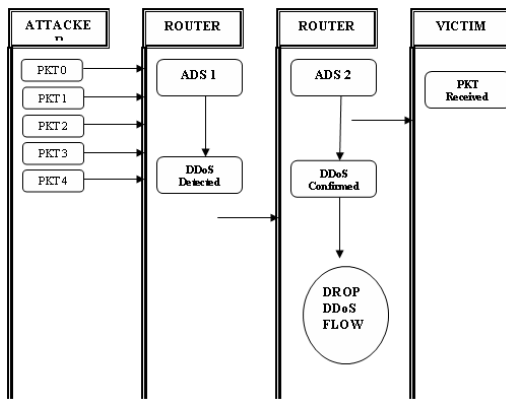 ATTACKE
ROUTER
ROUTER
VICTIM
PKT0
PKT1
PKT2
PKT3
PKT4
ADS 1
DDoS
Detected
ADS 2
DDoS
Confirmed
DROP
DDoS
FLOW
PKT
Received